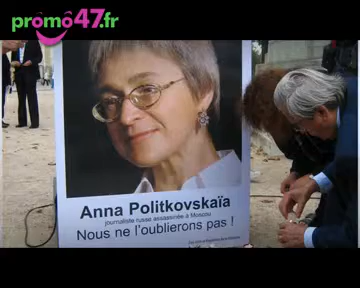 promo47.fr
Anna Politkovskaïa
journaliste russe assassinée à Moscou
Nous ne l'oublierons pas !